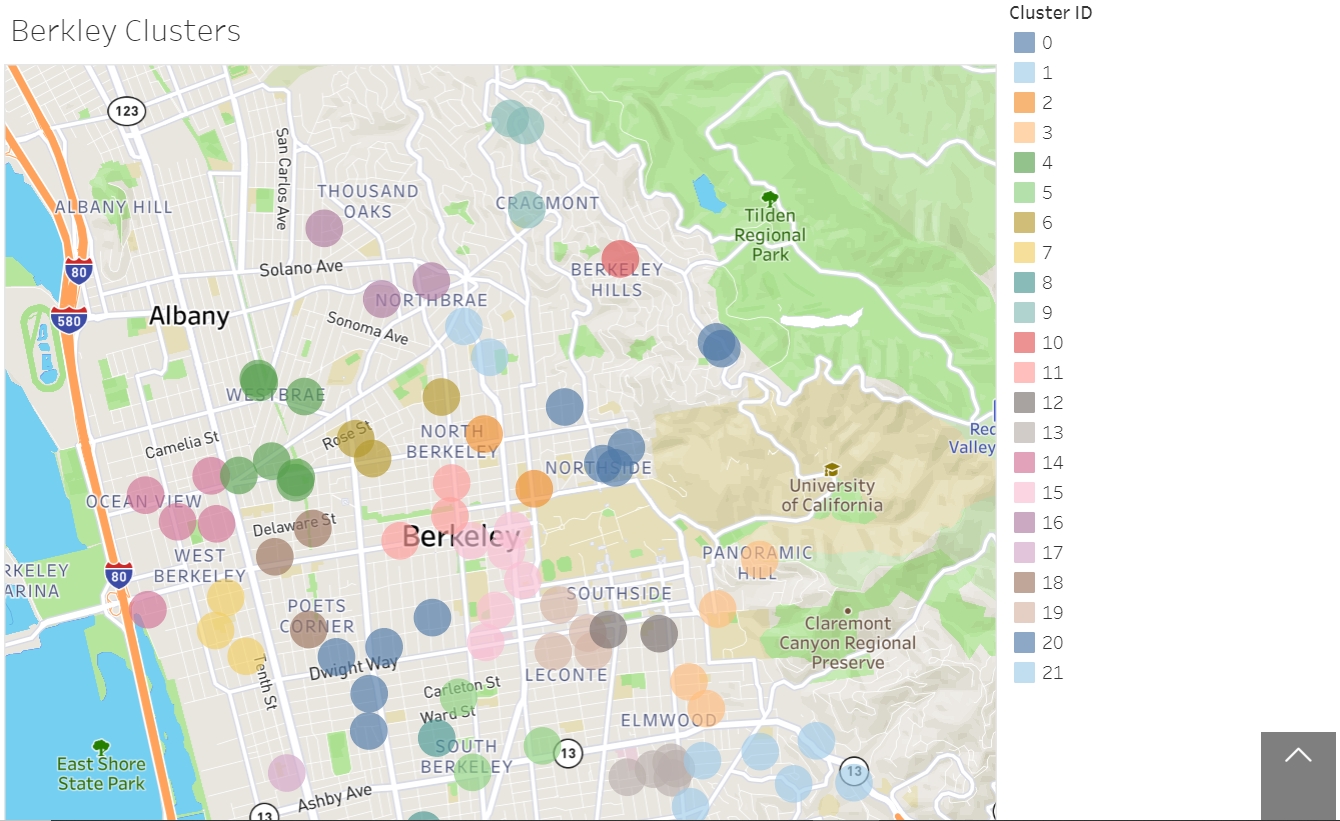 Berkley Clusters
Cluster ID
0
1
2
3
4
5
6
7
8
9
10
11
12
13
14
15
16
17
18
19
20
21
123
San Carlos Ave
THOUSAND
OAKS
ALBANY HILL
CRAGMONT
Tilden
Regional
Park
80
Solano Ave
BERKELEY
HILLS
580
Albany
NORTHBRAE
Sonoma Ave
WESTBRAE
Camelia St
Rose St
NORTH
BERKELEY
Valley
NORTHSIDE
University
of California
OCEAN VIEW
Delaware St
Berkeley
WEST
BERKELEY
PANORAMIC
HILL
80
RKELEY
ARINA
SOUTHSIDE
POETS
CORNER
Claremont
Canyon Regional
Preserve
Dwight Way
Tenth St
LECONTE
Carleton St
Ward St
ELMWOOD
SOUTH
BERKELEY
13
13
East Shore
State Park
Ashby Ave
13